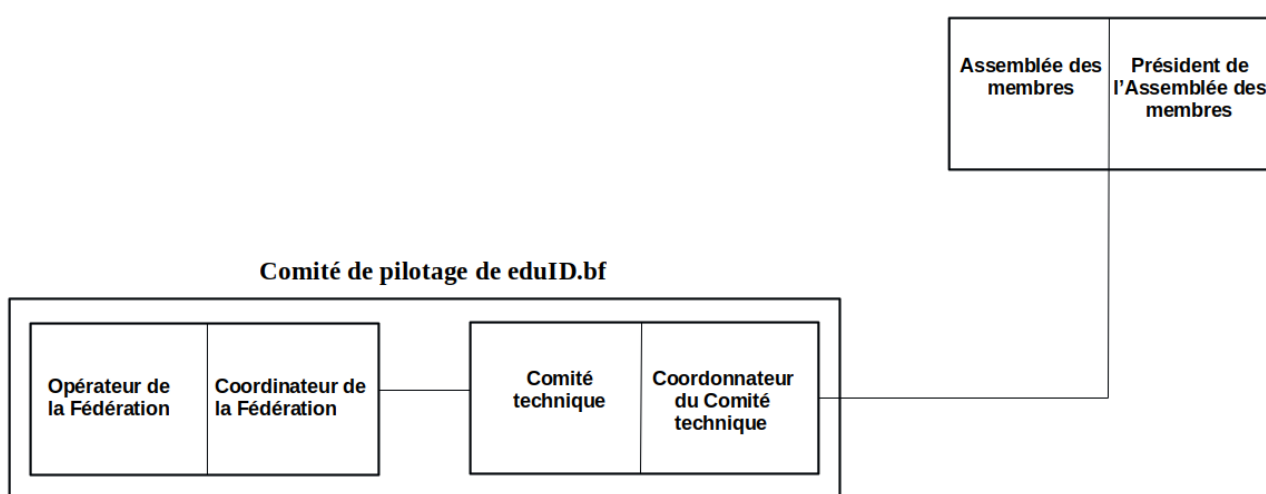 Assemblée des
membres
Président de
l’Assemblée des
membres
Comité de pilotage de eduID.bf
Opérateur de
la Fédération
Coordinateur de
la Fédération
Comité
technique
Coordonnateur
du Comité
technique